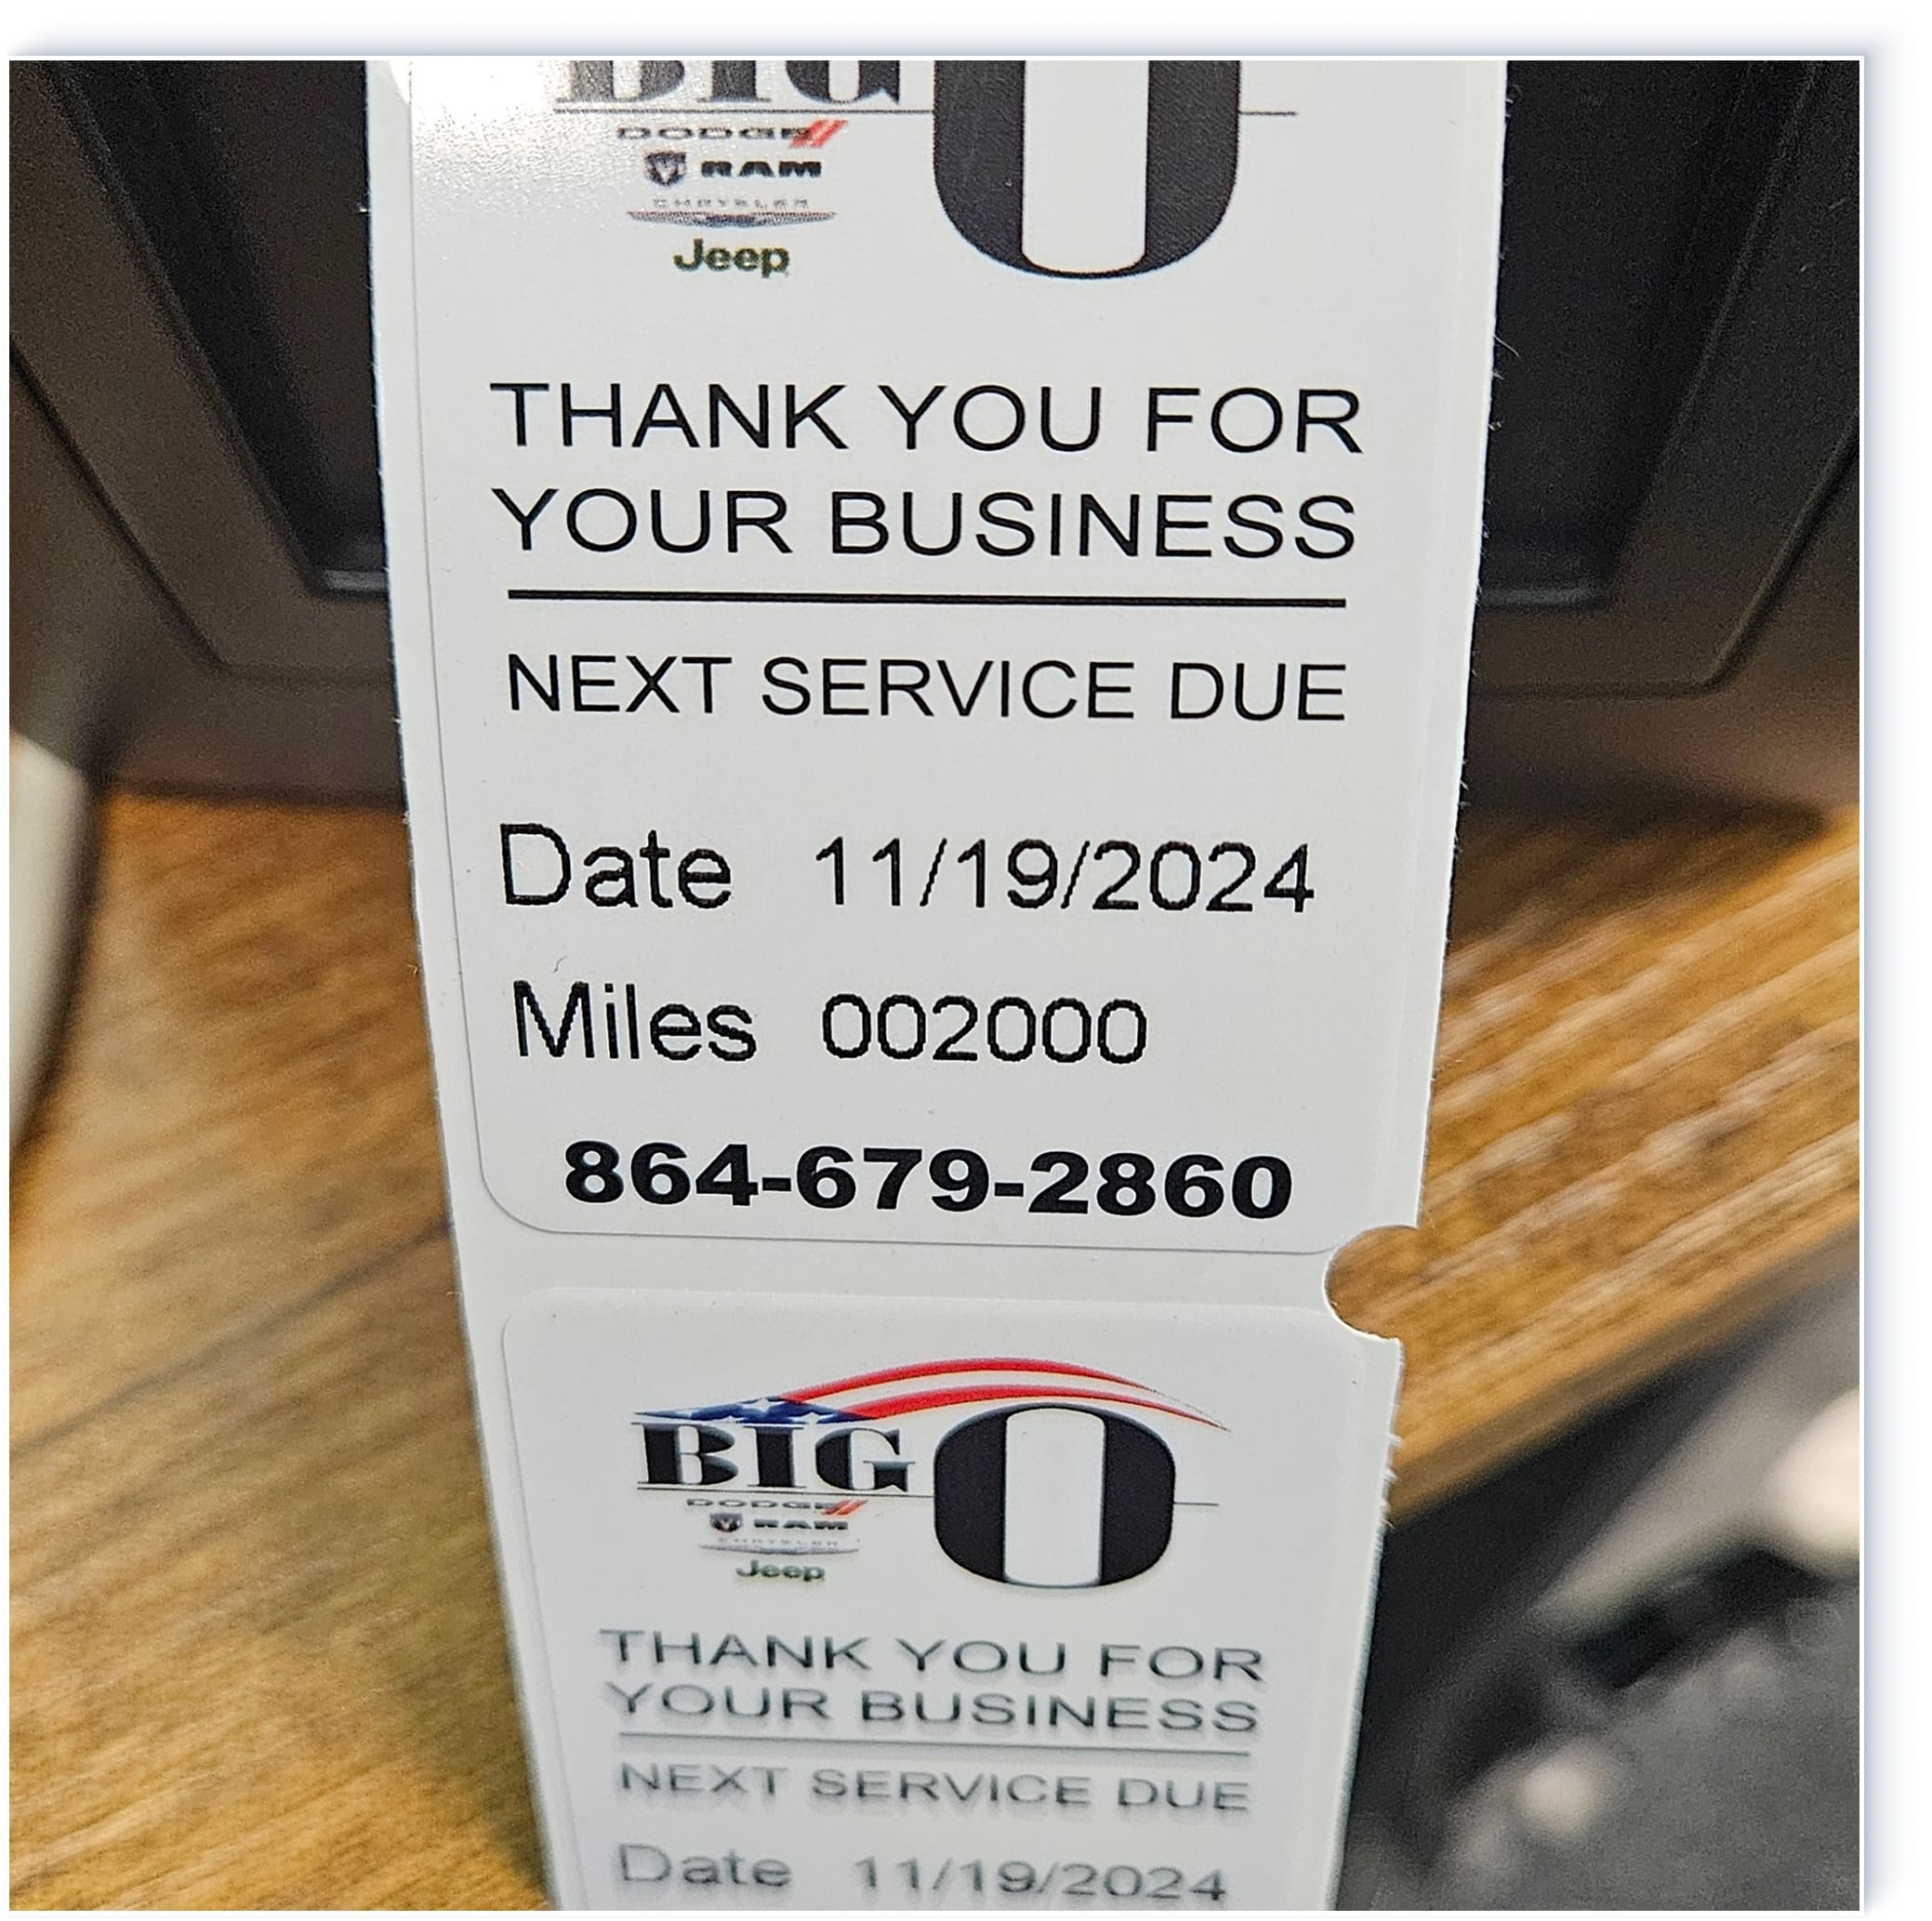 BIG O
DODGE
RAM
CHRYSLER
Jeep
THANK YOU FOR
YOUR BUSINESS
NEXT SERVICE DUE
Date 11/19/2024
Miles 002000
864-679-2860
BIG O
DODGE
RAM
CHRYSLER
Jeep
THANK YOU FOR
YOUR BUSINESS
NEXT SERVICE DUE
Date 11/19/2024